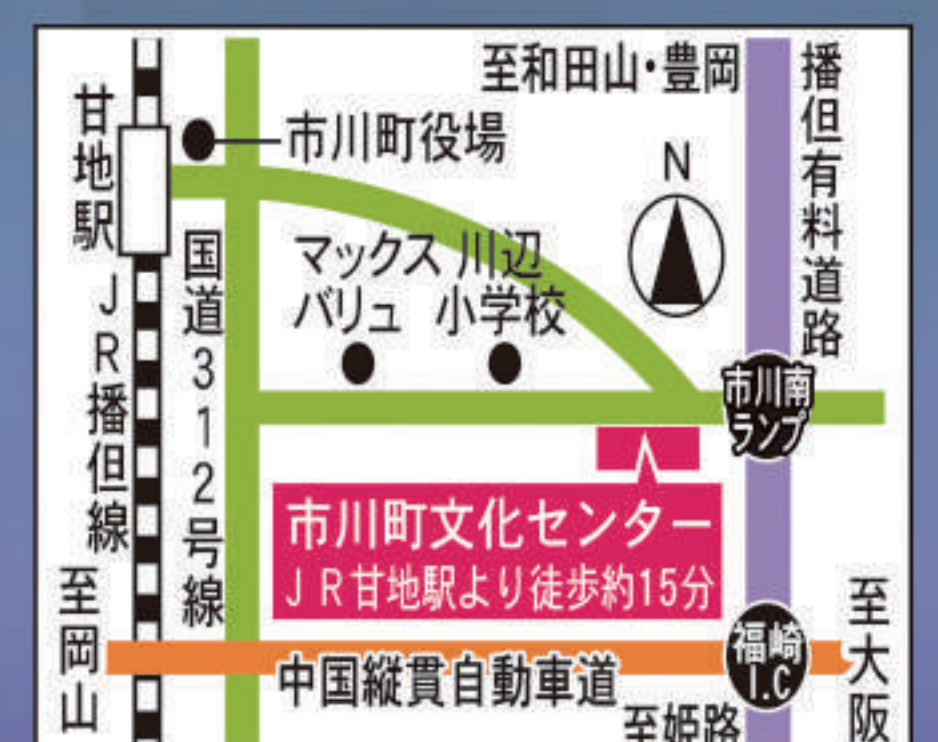 至和田山・豊岡
播但有料道路
甘地駅
市川町役場
N
国道312号線
マックス
バリュ
川辺
小学校
JR播但線
市川南
ランプ
市川町文化センター
JR甘地駅より徒歩約15分
至岡山
中国縦貫自動車道
福崎
I.C
至大阪
至姫路